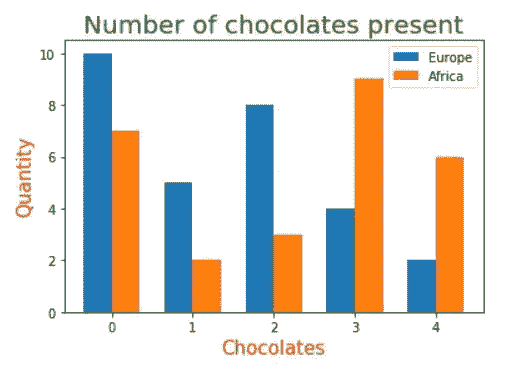 Number of chocolates present
10
8
6
4
2
0
Quantity
Europe
Africa
0 1 2 3 4
Chocolates